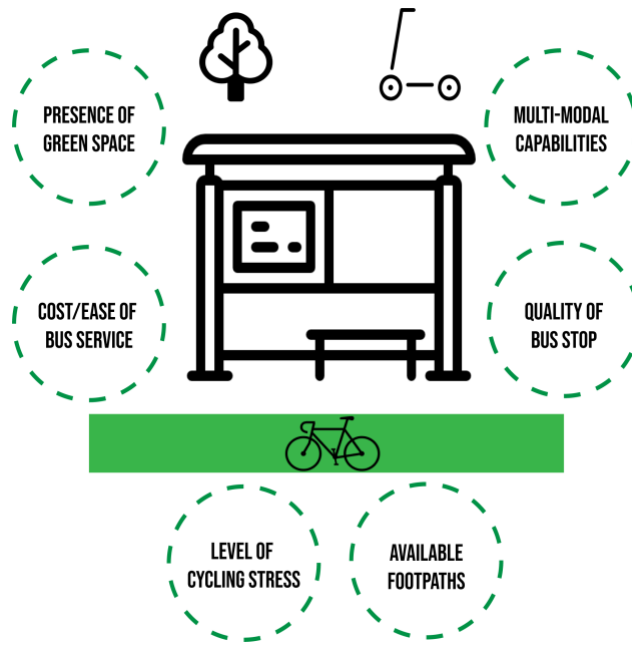 PRESENCE OF
GREEN SPACE
MULTI-MODAL
CAPABILITIES
COST/EASE OF
BUS SERVICE
QUALITY OF
BUS STOP
LEVEL OF
CYCLING STRESS
AVAILABLE
FOOTPATHS